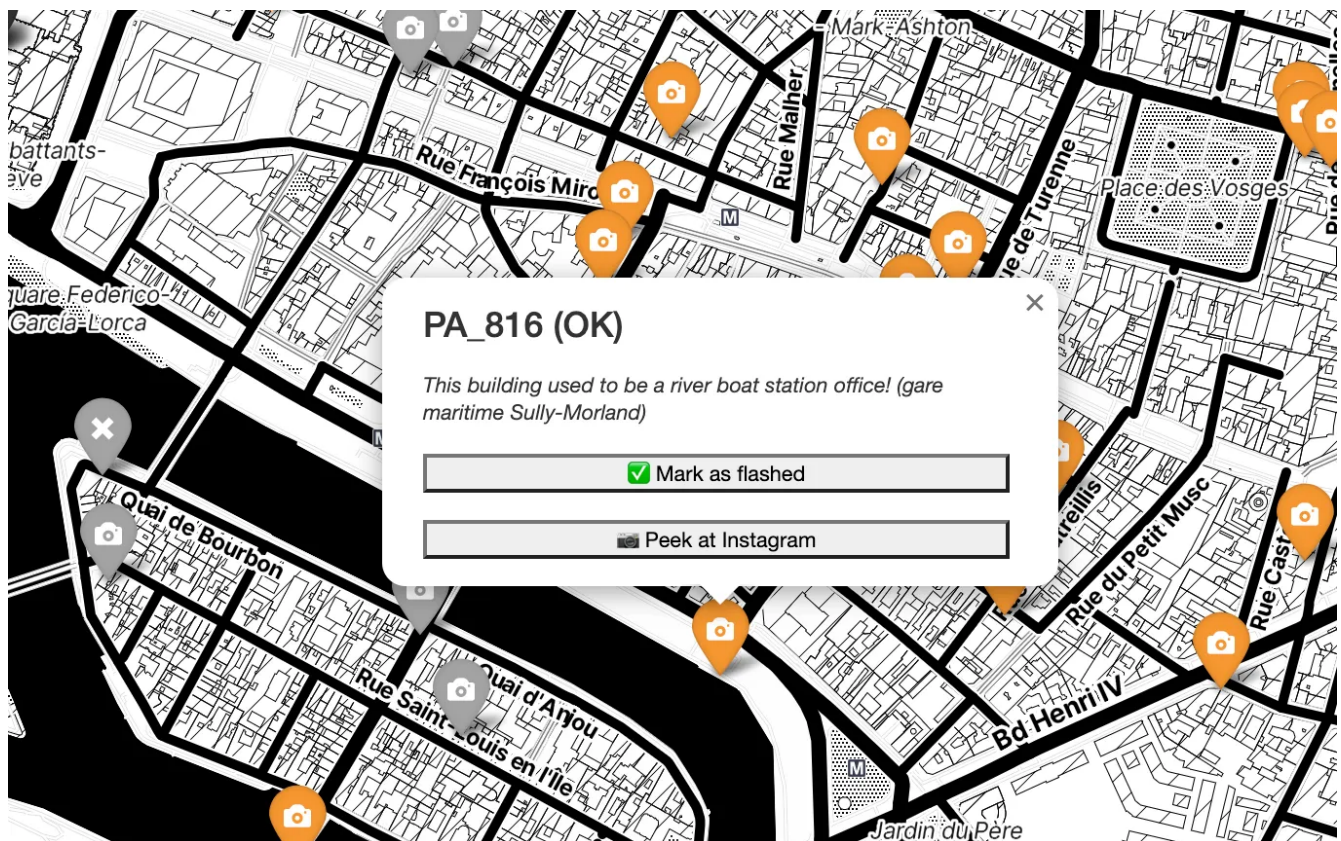 - Mark-Ashton
battants-
ève
Rue Malher
Rue François Miro
M
Rue de Turenne
Place des Vosges
quare Federico-
García-Lorca
PA_816 (OK)
×
This building used to be a river boat station office! (gare
maritime Sully-Morland)
✅ Mark as flashed
📷 Peek at Instagram
M
Quai de Bourbon
treillis
Rue du Petit Musc
Rue Cast
Quai d'Anjou
Rue Saint-Louis en l'Île
Bd Henri IV
M
Jardin du Père